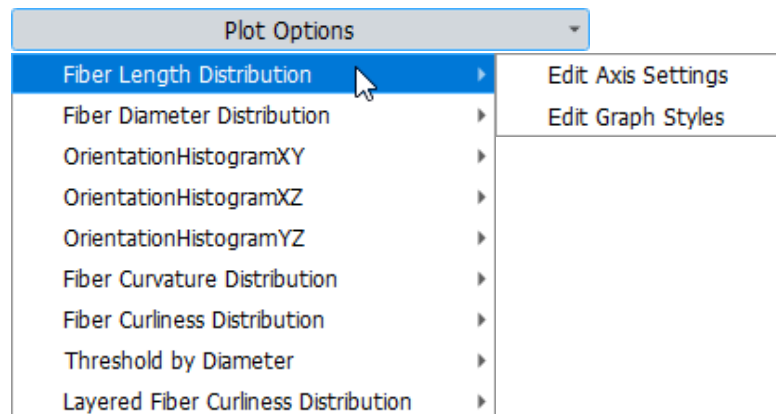 Plot Options
Fiber Length Distribution
Edit Axis Settings
Fiber Diameter Distribution
Edit Graph Styles
OrientationHistogramXY
OrientationHistogramXZ
OrientationHistogramYZ
Fiber Curvature Distribution
Fiber Curliness Distribution
Threshold by Diameter
Layered Fiber Curliness Distribution